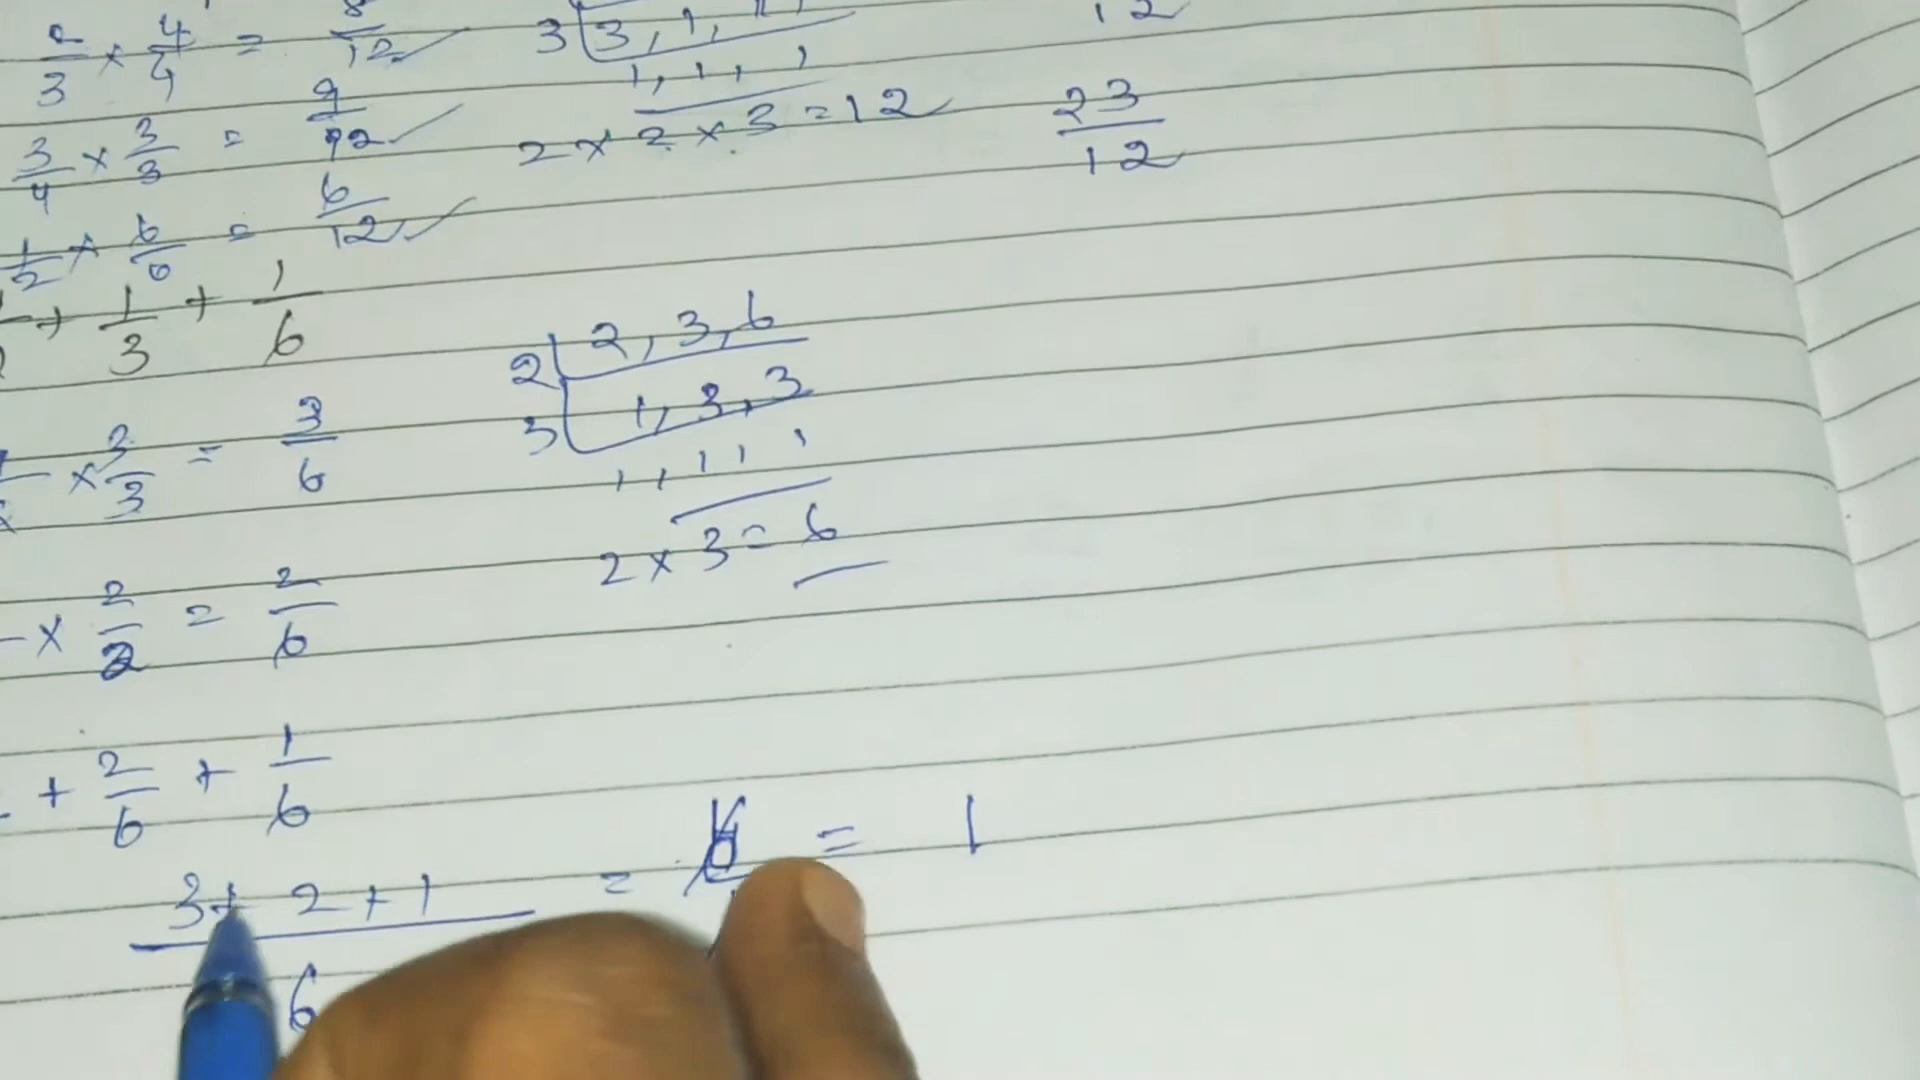 2/3 × 4/4 = 8/12 ✓
3/4 × 3/3 = 9/12 ✓
1/2 × 6/6 = 6/12 ✓
3 | 3, 1, 1
1, 1, 1
2 × 2 × 3 = 12
12
23/12
+ 1/3 + 1/6
2 | 2, 3, 6
3 | 1, 3, 3
1, 1, 1
2 × 3 = 6
× 3/3 = 3/6
× 2/2 = 2/6
+ 2/6 + 1/6
3 + 2 + 1 / 6 = 6 = 1